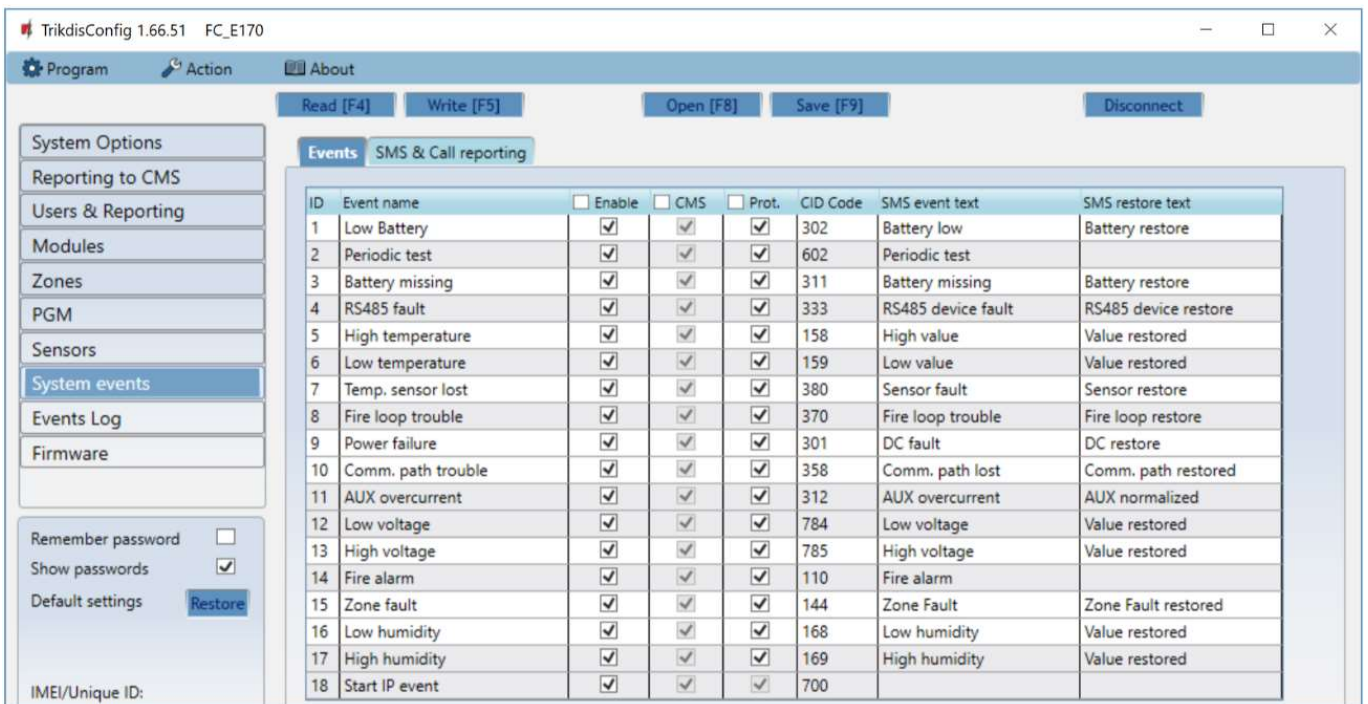 TrikdisConfig 1.66.51 FC_E170
Program Action About
Read [F4] Write [F5] Open [F8] Save [F9] Disconnect
System Options
Reporting to CMS
Users & Reporting
Modules
Zones
PGM
Sensors
System events
Events Log
Firmware
Remember password
Show passwords
Default settings Restore
IMEI/Unique ID:
Events SMS & Call reporting
ID Event name Enable CMS Prot. CID Code SMS event text SMS restore text
1 Low Battery 302 Battery low Battery restore
2 Periodic test 602 Periodic test
3 Battery missing 311 Battery missing Battery restore
4 RS485 fault 333 RS485 device fault RS485 device restore
5 High temperature 158 High value Value restored
6 Low temperature 159 Low value Value restored
7 Temp. sensor lost 380 Sensor fault Sensor restore
8 Fire loop trouble 370 Fire loop trouble Fire loop restore
9 Power failure 301 DC fault DC restore
10 Comm. path trouble 358 Comm. path lost Comm. path restored
11 AUX overcurrent 312 AUX overcurrent AUX normalized
12 Low voltage 784 Low voltage Value restored
13 High voltage 785 High voltage Value restored
14 Fire alarm 110 Fire alarm
15 Zone fault 144 Zone Fault Zone Fault restored
16 Low humidity 168 Low humidity Value restored
17 High humidity 169 High humidity Value restored
18 Start IP event 700